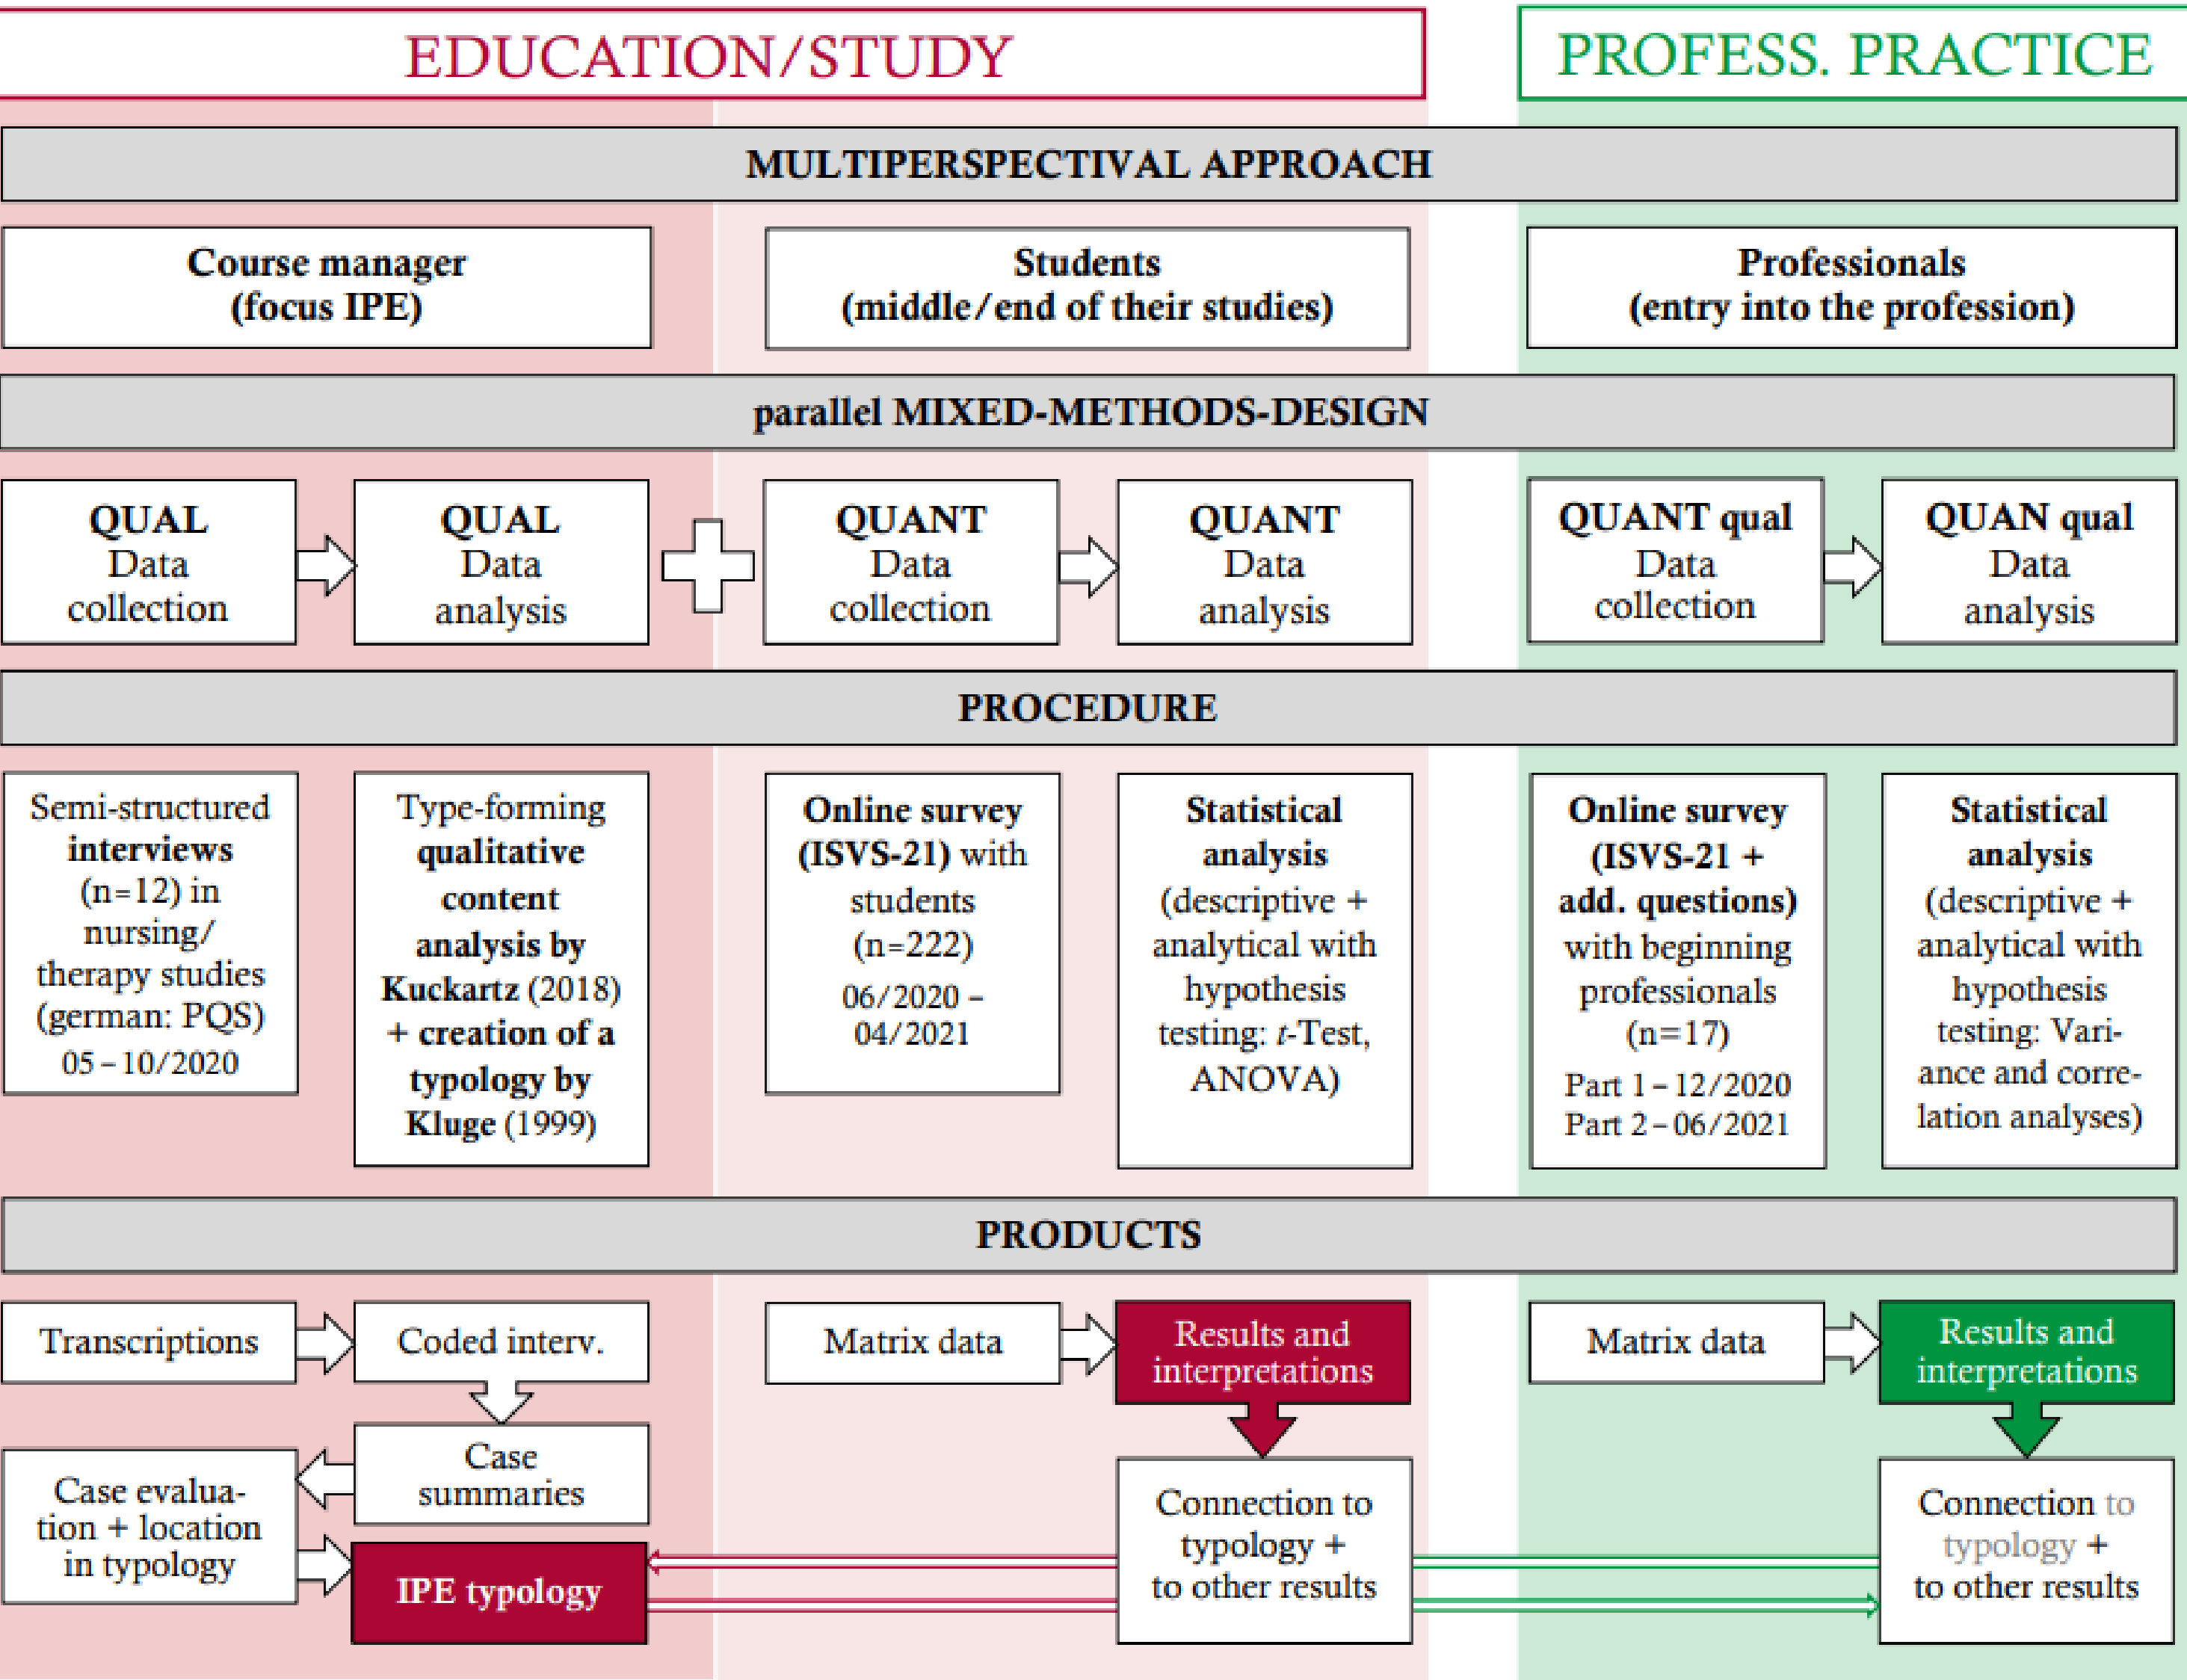 EDUCATION/STUDY
PROFESS. PRACTICE
MULTIPERSPECTIVAL APPROACH
Course manager
(focus IPE)
Students
(middle/end of their studies)
Professionals
(entry into the profession)
parallel MIXED-METHODS-DESIGN
QUAL
Data
collection
QUAL
Data
analysis
QUANT
Data
collection
QUANT
Data
analysis
QUANT qual
Data
collection
QUAN qual
Data
analysis
PROCEDURE
Semi-structured
interviews
(n=12) in
nursing/
therapy studies
(german: PQS)
05–10/2020
Type-forming
qualitative
content
analysis by
Kuckartz (2018)
+ creation of a
typology by
Kluge (1999)
Online survey
(ISVS-21) with
students
(n=222)
06/2020 –
04/2021
Statistical
analysis
(descriptive +
analytical with
hypothesis
testing: t-Test,
ANOVA)
Online survey
(ISVS-21 +
add. questions)
with beginning
professionals
(n=17)
Part 1–12/2020
Part 2–06/2021
Statistical
analysis
(descriptive +
analytical with
hypothesis
testing: Vari-
ance and corre-
lation analyses)
PRODUCTS
Transcriptions
Coded interv.
Case
summaries
Case evalua-
tion + location
in typology
IPE typology
Matrix data
Results and
interpretations
Connection to
typology +
to other results
Matrix data
Results and
interpretations
Connection to
typology +
to other results